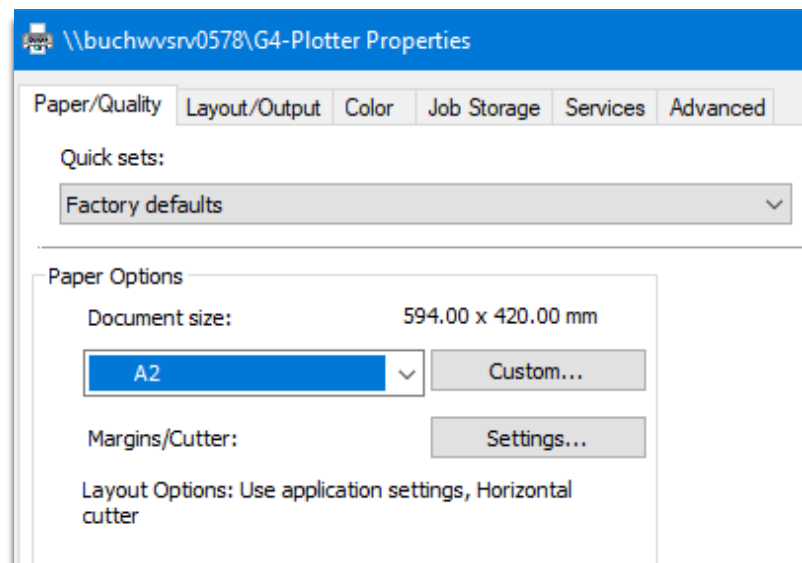 \\buchwvsrv0578\G4-Plotter Properties
Paper/Quality Layout/Output Color Job Storage Services Advanced
Quick sets:
Factory defaults
Paper Options
Document size: 594.00 x 420.00 mm
A2 Custom...
Margins/Cutter: Settings...
Layout Options: Use application settings, Horizontal
cutter